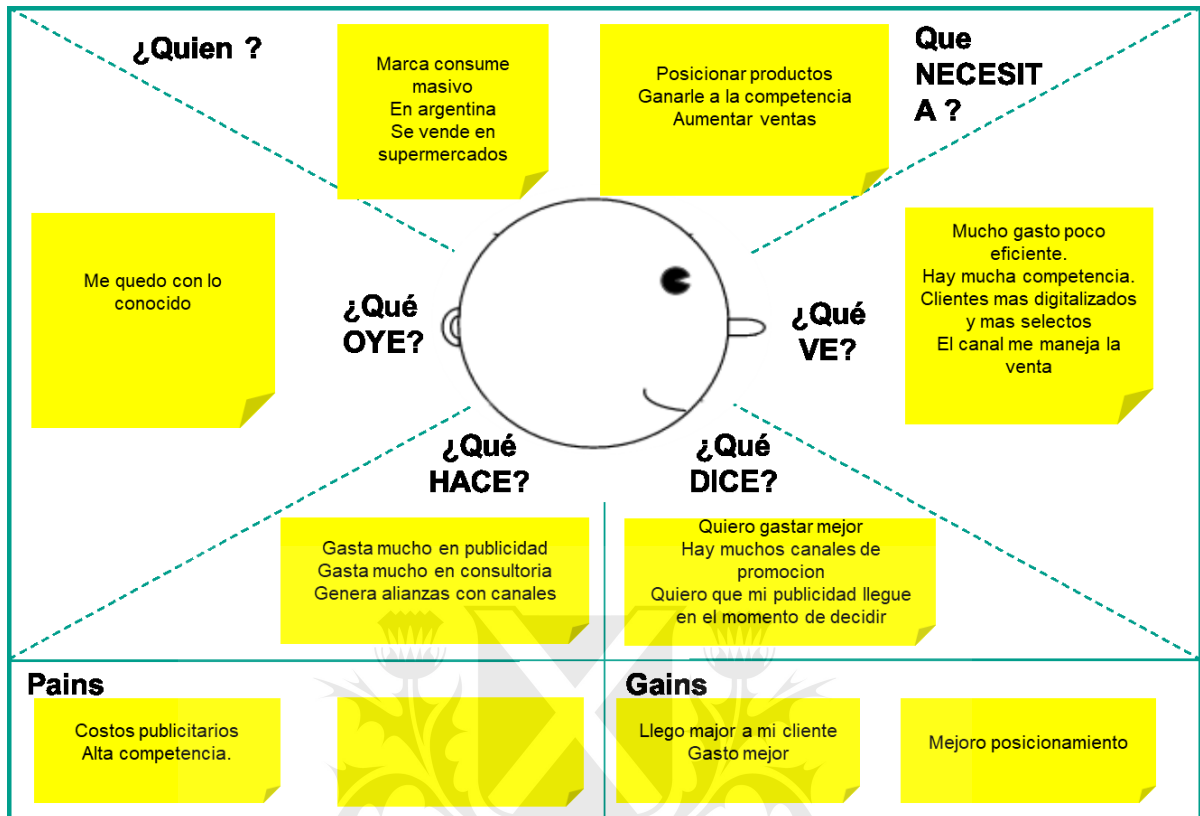 ¿Quien ?
Marca consume
masivo
En argentina
Se vende en
supermercados
Posicionar productos
Ganarle a la competencia
Aumentar ventas
Que
NECESIT
A ?
Me quedo con lo
conocido
¿Qué
OYE?
¿Qué
VE?
Mucho gasto poco
eficiente.
Hay mucha competencia.
Clientes mas digitalizados
y mas selectos
El canal me maneja la
venta
¿Qué
HACE?
¿Qué
DICE?
Gasta mucho en publicidad
Gasta mucho en consultoria
Genera alianzas con canales
Quiero gastar mejor
Hay muchos canales de
promocion
Quiero que mi publicidad llegue
en el momento de decidir
Pains
Costos publicitarios
Alta competencia.
Gains
Llego major a mi cliente
Gasto mejor
Mejoro posicionamiento